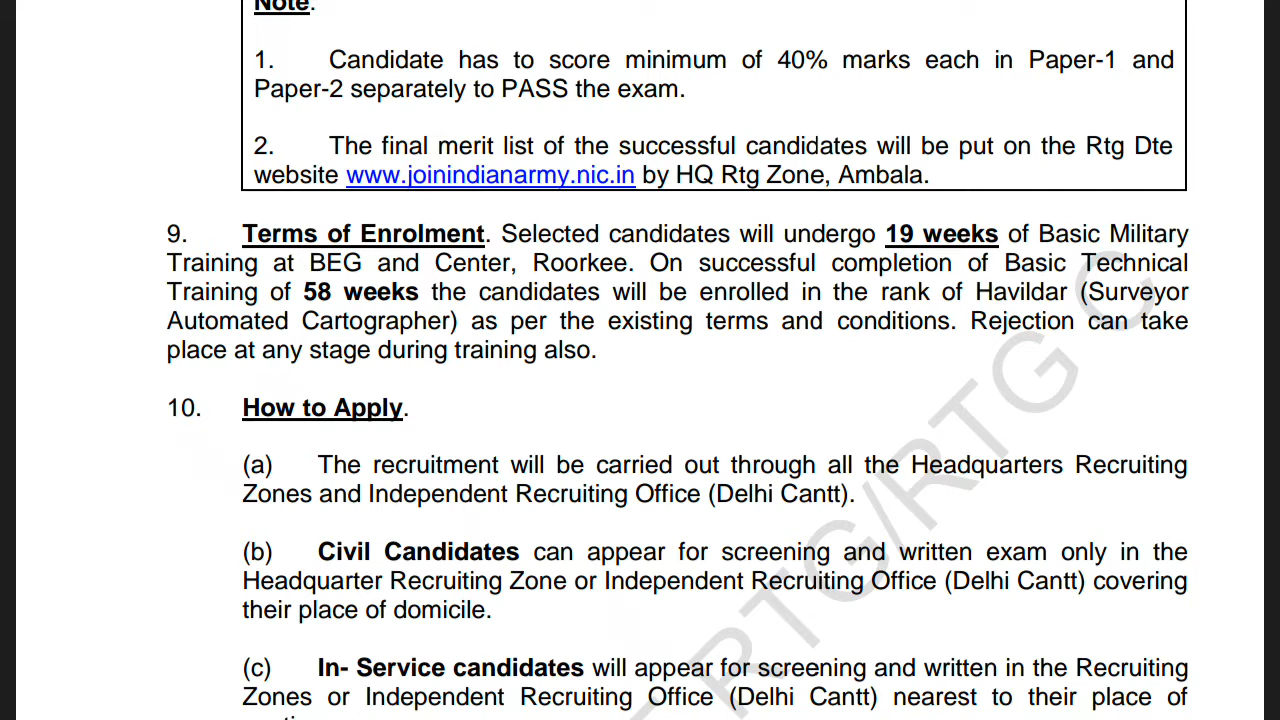 Note.
1. Candidate has to score minimum of 40% marks each in Paper-1 and
Paper-2 separately to PASS the exam.
2. The final merit list of the successful candidates will be put on the Rtg Dte
website www.joinindianarmy.nic.in by HQ Rtg Zone, Ambala.
9. Terms of Enrolment. Selected candidates will undergo 19 weeks of Basic Military
Training at BEG and Center, Roorkee. On successful completion of Basic Technical
Training of 58 weeks the candidates will be enrolled in the rank of Havildar (Surveyor
Automated Cartographer) as per the existing terms and conditions. Rejection can take
place at any stage during training also.
10. How to Apply.
(a) The recruitment will be carried out through all the Headquarters Recruiting
Zones and Independent Recruiting Office (Delhi Cantt).
(b) Civil Candidates can appear for screening and written exam only in the
Headquarter Recruiting Zone or Independent Recruiting Office (Delhi Cantt) covering
their place of domicile.
(c) In- Service candidates will appear for screening and written in the Recruiting
Zones or Independent Recruiting Office (Delhi Cantt) nearest to their place of
RTG/RTG C